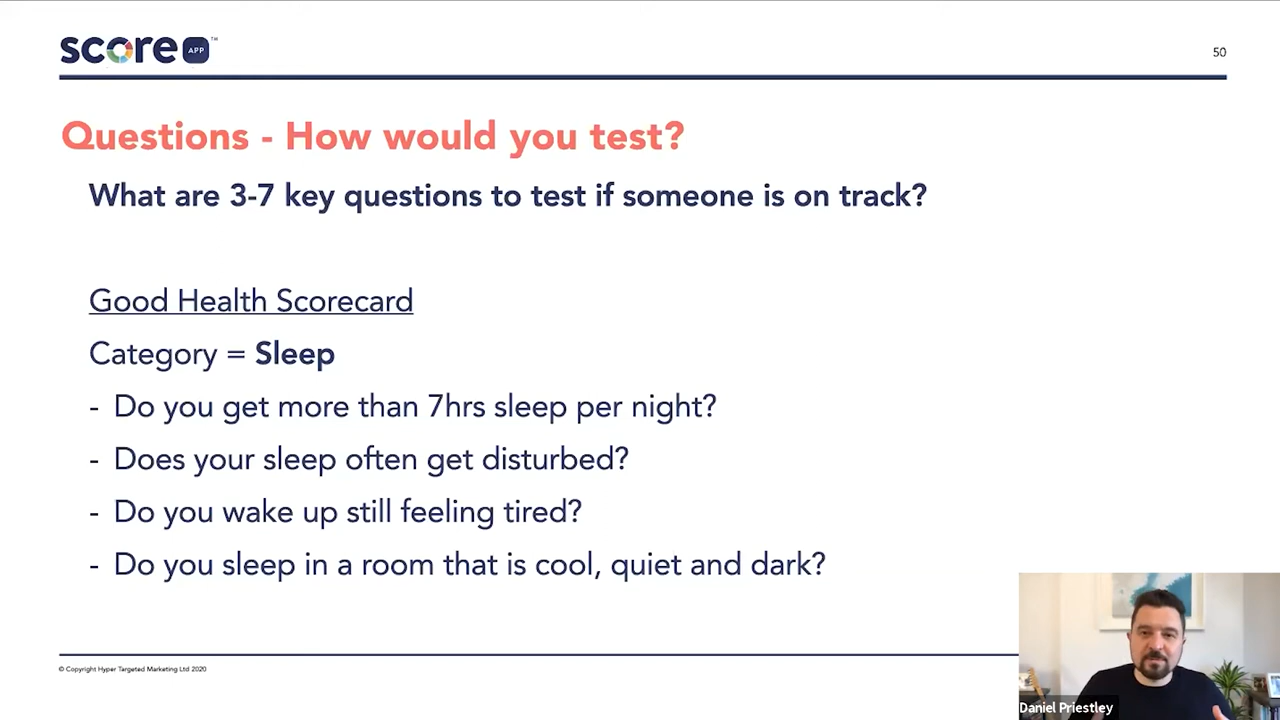 score APP ™
50
Questions - How would you test?
What are 3-7 key questions to test if someone is on track?
Good Health Scorecard
Category = Sleep
- Do you get more than 7hrs sleep per night?
- Does your sleep often get disturbed?
- Do you wake up still feeling tired?
- Do you sleep in a room that is cool, quiet and dark?
© Copyright Hyper Targeted Marketing Ltd 2020
Daniel Priestley